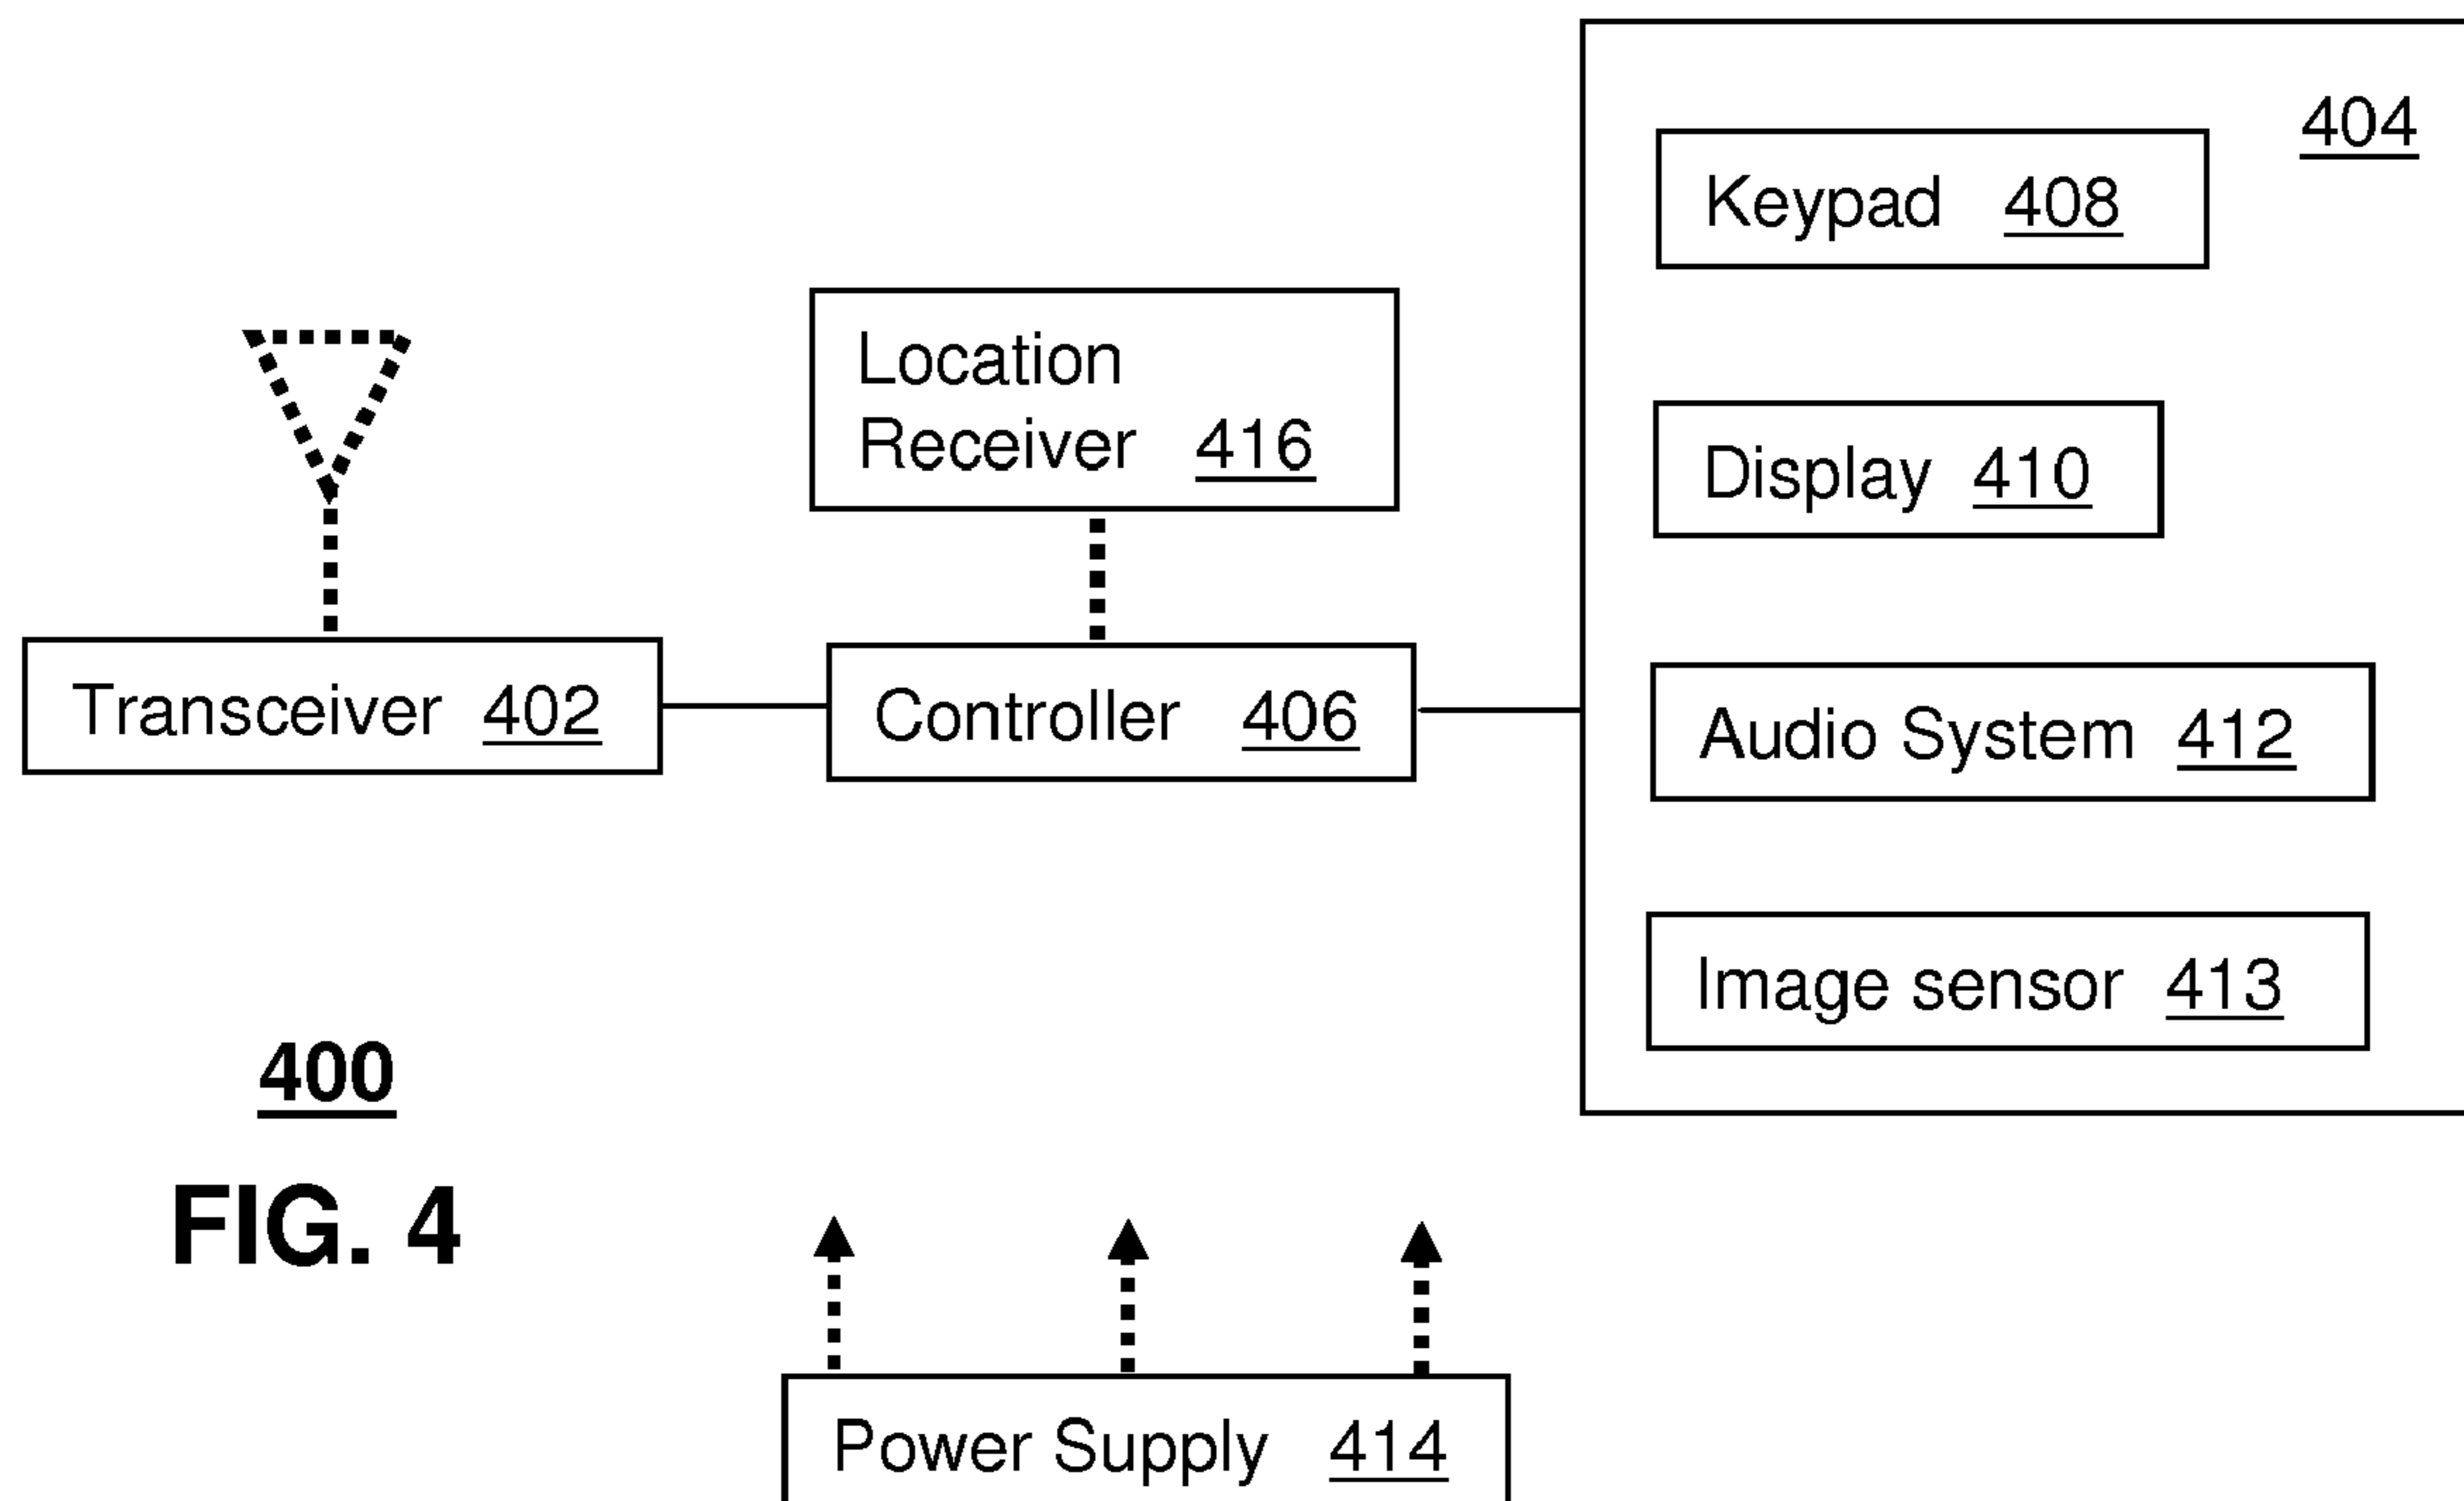 404
Keypad 408
Location
Receiver 416
Display 410
Transceiver 402
Controller 406
Audio System 412
Image sensor 413
400
FIG. 4
Power Supply 414